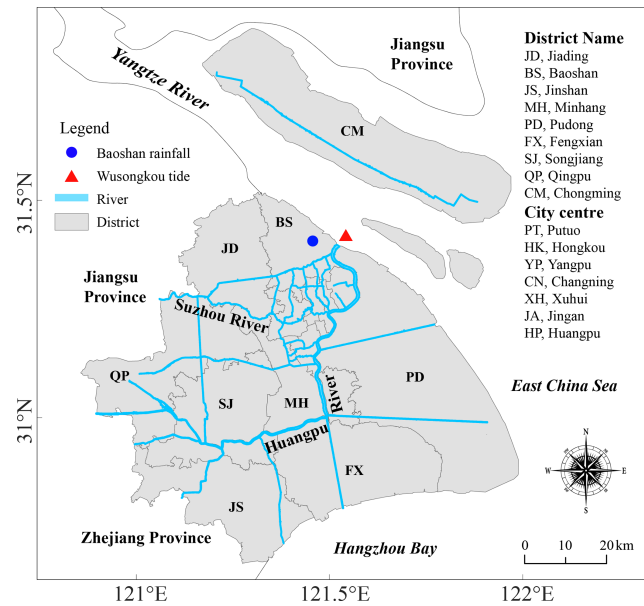 Jiangsu
Province
Yangtze River
District Name
JD, Jiading
BS, Baoshan
JS, Jinshan
MH, Minhang
PD, Pudong
FX, Fengxian
SJ, Songjiang
QP, Qingpu
CM, Chongming
City centre
PT, Putuo
HK, Hongkou
YP, Yangpu
CN, Changning
XH, Xuhui
JA, Jingan
HP, Huangpu
Legend
Baoshan rainfall
Wusongkou tide
River
District
CM
31.5°N
BS
JD
Jiangsu
Province
Suzhou River
QP
SJ
MH
River
PD
East China Sea
31°N
Huangpu
FX
JS
N
W
E
S
Zhejiang Province
Hangzhou Bay
0 10 20 km
121°E
121.5°E
122°E